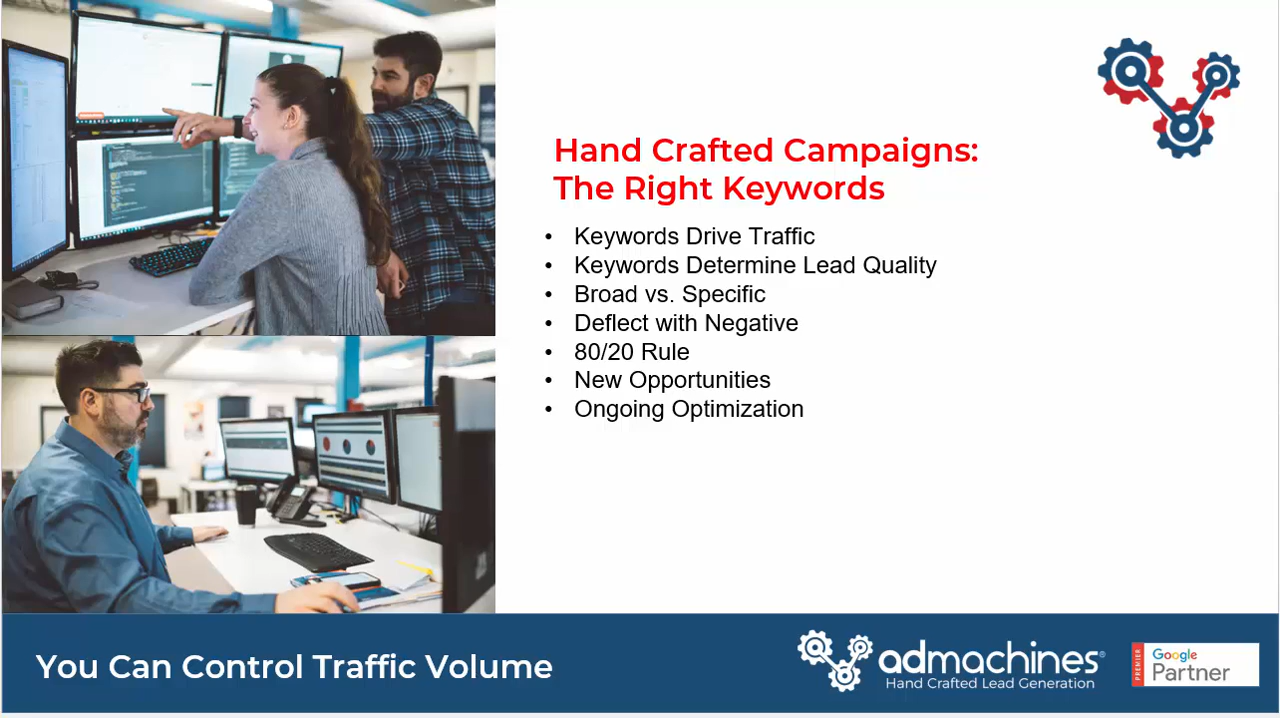 Hand Crafted Campaigns:
The Right Keywords
• Keywords Drive Traffic
• Keywords Determine Lead Quality
• Broad vs. Specific
• Deflect with Negative
• 80/20 Rule
• New Opportunities
• Ongoing Optimization
You Can Control Traffic Volume
admachines®
Hand Crafted Lead Generation
PREMIER
Google
Partner